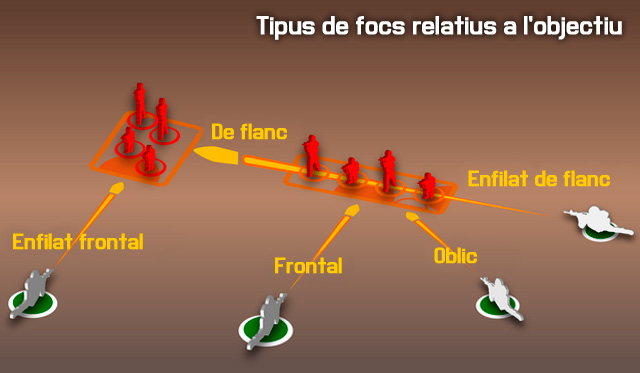 Tipus de focs relatius a l'objectiu
De flanc
Enfilat de flanc
Enfilat frontal
Frontal
Oblic